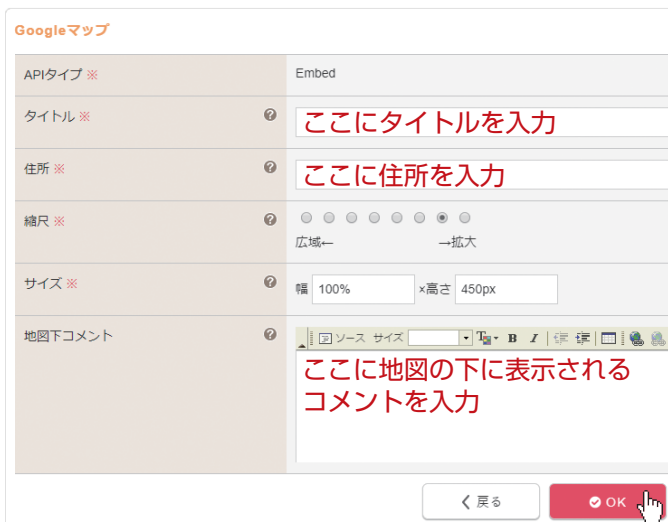 Googleマップ
APIタイプ ※ Embed
タイトル ※ ? ここにタイトルを入力
住所 ※ ? ここに住所を入力
縮尺 ※ ?
広域← →拡大
サイズ ※ ? 幅 100% ×高さ 450px
地図下コメント ? ソース サイズ B I
ここに地図の下に表示される
コメントを入力
戻る OK